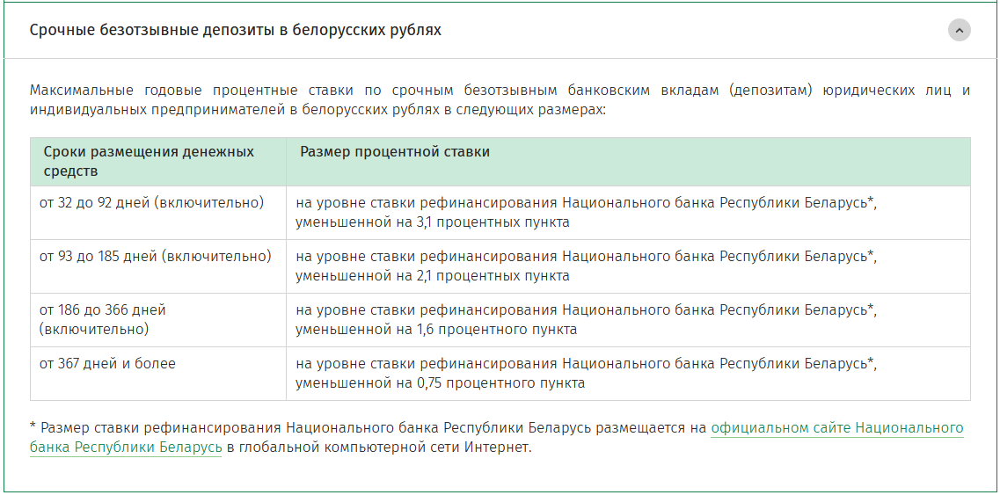 Срочные безотзывные депозиты в белорусских рублях
Максимальные годовые процентные ставки по срочным безотзывным банковским вкладам (депозитам) юридических лиц и
индивидуальных предпринимателей в белорусских рублях в следующих размерах:
Сроки размещения денежных
средств
Размер процентной ставки
от 32 до 92 дней (включительно)
на уровне ставки рефинансирования Национального банка Республики Беларусь*,
уменьшенной на 3,1 процентных пункта
от 93 до 185 дней (включительно)
на уровне ставки рефинансирования Национального банка Республики Беларусь*,
уменьшенной на 2,1 процентных пункта
от 186 до 366 дней
(включительно)
на уровне ставки рефинансирования Национального банка Республики Беларусь*,
уменьшенной на 1,6 процентного пункта
от 367 дней и более
на уровне ставки рефинансирования Национального банка Республики Беларусь*,
уменьшенной на 0,75 процентного пункта
* Размер ставки рефинансирования Национального банка Республики Беларусь размещается на официальном сайте Национального
банка Республики Беларусь в глобальной компьютерной сети Интернет.